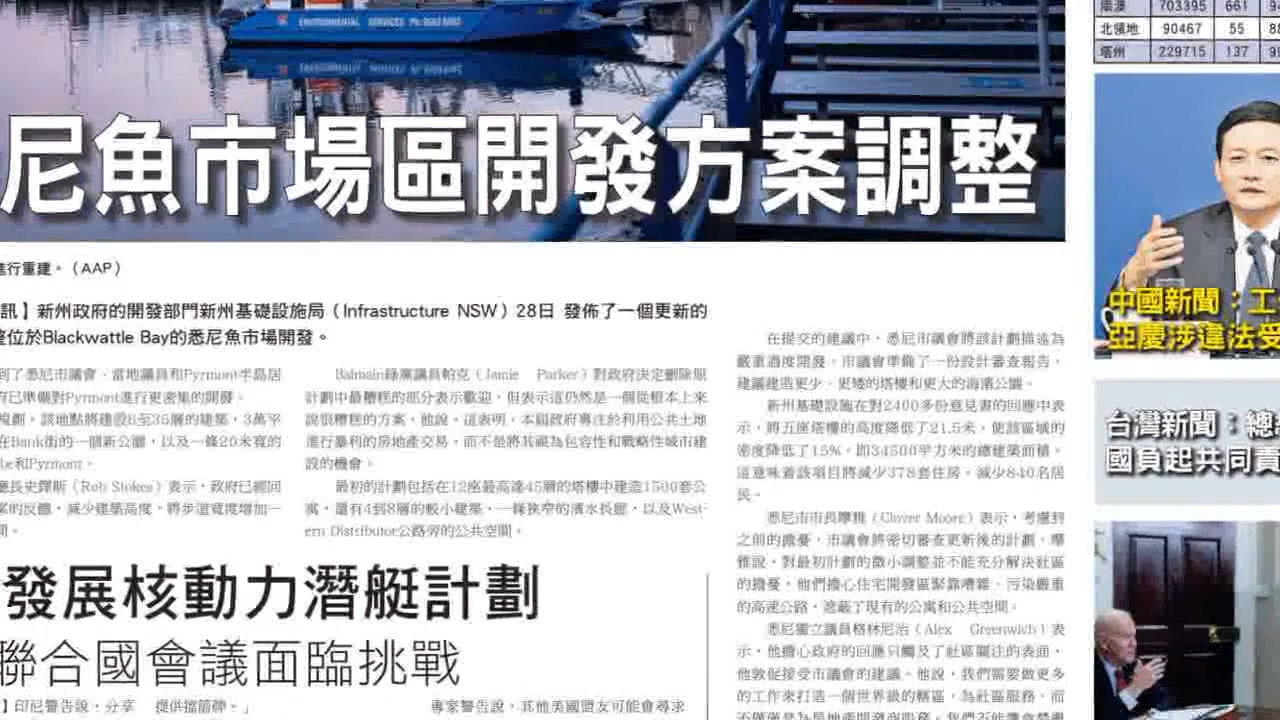 ENVIRONMENTAL SERVICES
尼魚市場區開發方案調整
進行重建。（AAP）
訊】新州政府的開發部門新州基礎設施局（Infrastructure NSW）28日 發佈了一個更新的
位於Blackwattle Bay的悉尼魚市場開發。
到了悉尼市議會、當地議員和Pyrmont半島居
府已準備對Pyrmont進行更密集的開發。
規劃，該地點將建設6至35層的建築，3萬平
在Bank街的一個新公園，以及一條20米寬的
和Pyrmont。
廳長史鐸斯（Rob Stokes）表示，政府已經回
案的反饋，減少建築高度，將步道寬度增加一
間。
Balmain綠黨議員帕克（Jamie Parker）對政府決定刪除原
計劃中最糟糕的部分表示歡迎，但表示這仍然是一個從根本上來
說很糟糕的方案。他說。這表明，本屆政府專注於利用公共土地
進行暴利的房地產交易，而不是將其視為包容性和戰略性城市建
設的機會。
最初的計劃包括在12座最高達45層的塔樓中建造1500套公
寓，還有4到8層的較小建築，一條狹窄的濱水長廊，以及West-
ern Distributor公路旁的公共空間。
在提交的建議中，悉尼市議會將該計劃描述為
嚴重過度開發。市議會準備了一份設計審查報告，
建議建造更少、更矮的塔樓和更大的海濱公園。
新州基礎設施在對2400多份意見書的回應中表
示，將五座塔樓的高度降低了21.5米，使該區域的
密度降低了15%，即34500平方米的總建築面積。
這意味着該項目將減少378套住房，減少840名居
民。
悉尼市市長摩雅（Clover Moore）表示，考慮到
之前的擔憂，市議會將密切審查更新後的計劃。摩
雅說，對最初計劃的微小調整並不能充分解決社區
的擔憂，他們擔心住宅開發區緊靠嘈雜、污染嚴重
的高速公路，遮蔽了現有的公寓和公共空間。
悉尼獨立議員格林尼治（Alex Greenwich）表
示，他擔心政府的回應只觸及了社區關注的表面，
他敦促接受市議會的建議。他說，我們需要做更多
的工作來打造一個世界級的轄區，為社區服務，而
發展核動力潛艇計劃
聯合國會議面臨挑戰
】印尼警告說，分享
提供擋箭牌。」
專家警告說，其他美國盟友可能會尋求
南澳 703395 661
北領地 90467 55
塔州 229715 137
中國新聞：工
亞慶涉違法受
台灣新聞：總
國負起共同責